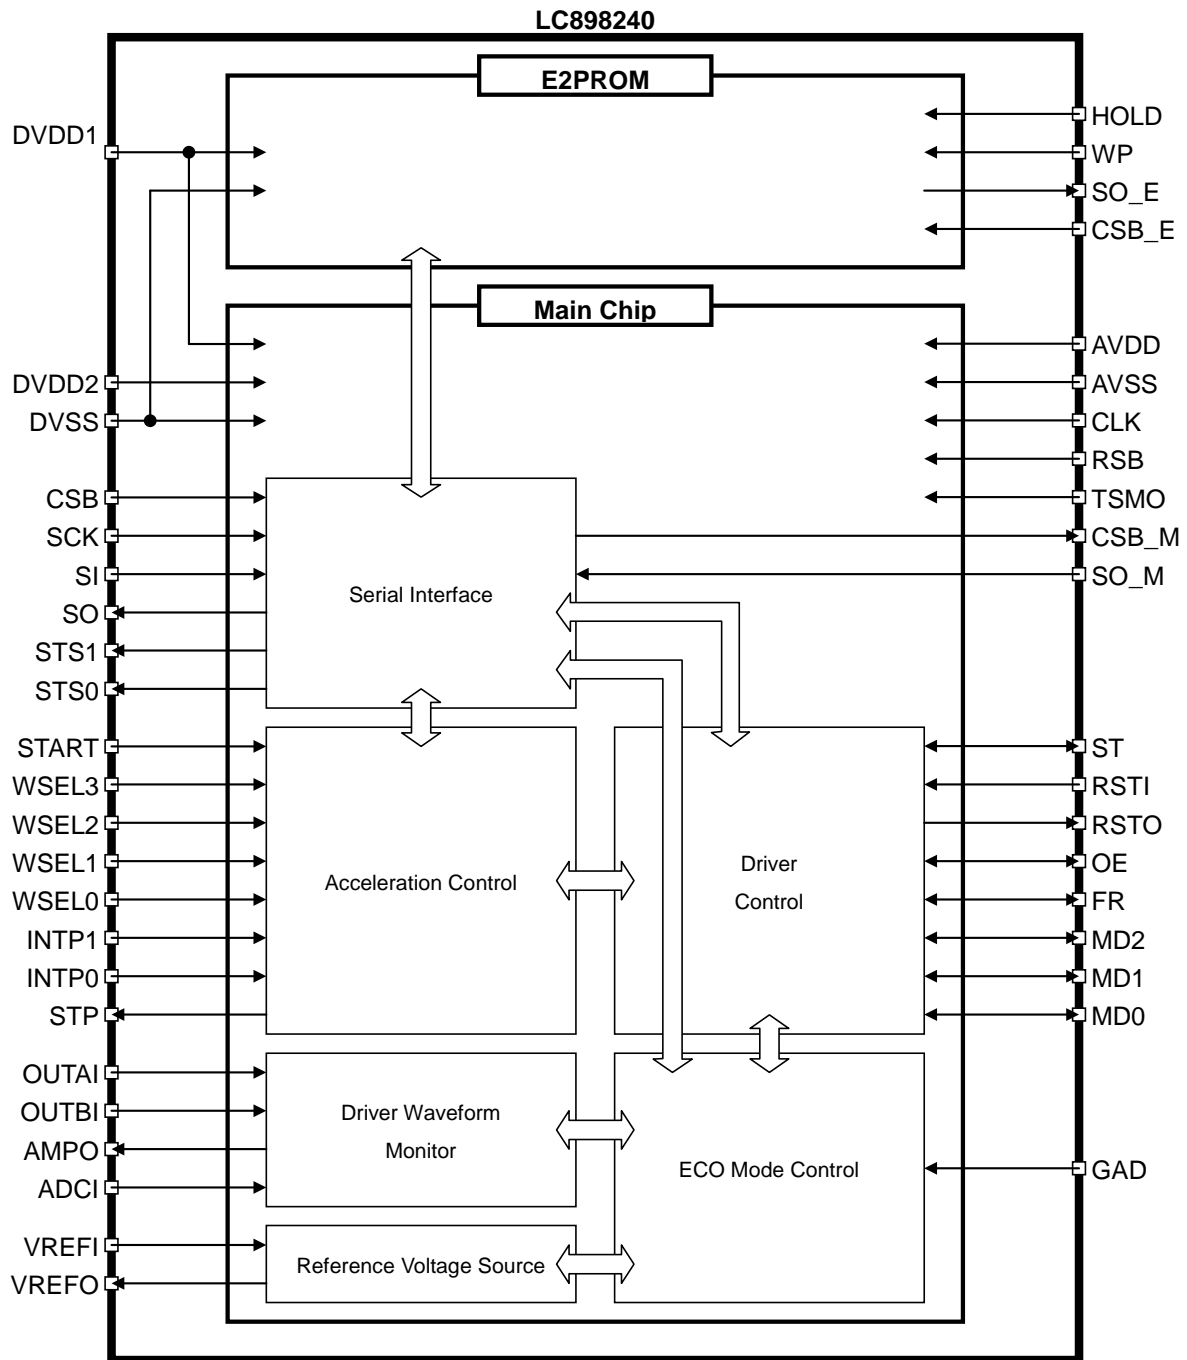 LC898240
E2PROM
DVDD1
HOLD
WP
SO_E
CSB_E
Main Chip
DVDD2
DVSS
AVDD
AVSS
CLK
RSB
TSMO
CSB_M
SO_M
CSB
SCK
SI
SO
STS1
STS0
Serial Interface
START
WSEL3
WSEL2
WSEL1
WSEL0
INTP1
INTP0
STP
Acceleration Control
Driver
Control
ST
RSTI
RSTO
OE
FR
MD2
MD1
MD0
OUTAI
OUTBI
AMPO
ADCI
Driver Waveform
Monitor
ECO Mode Control
GAD
VREFI
VREFO
Reference Voltage Source